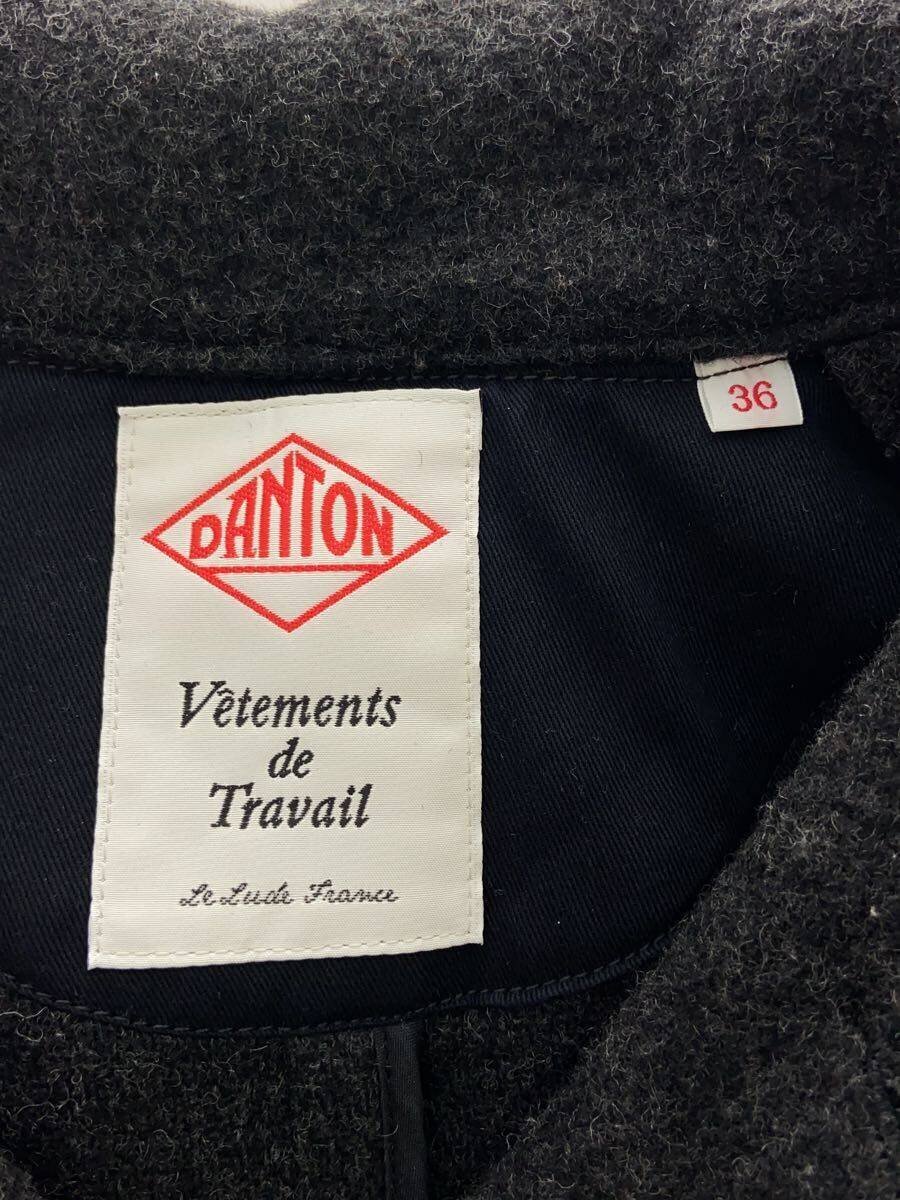 36
DANTON
Vêtements
de
Travail
Le Lude France